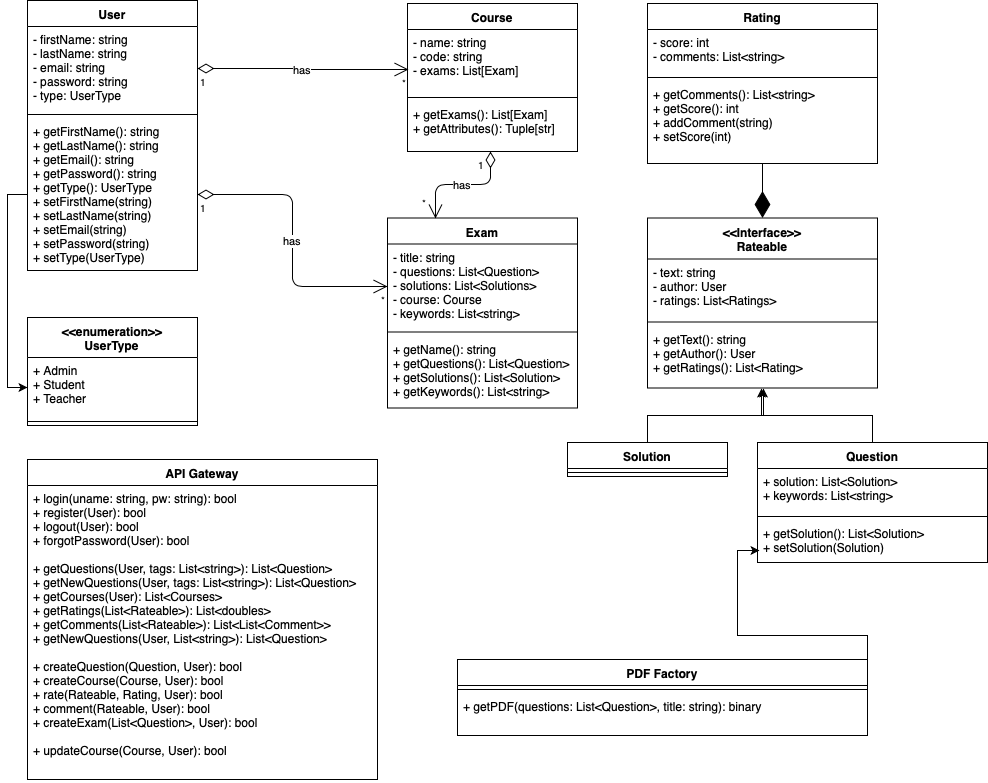 User
- firstName: string
- lastName: string
- email: string
- password: string
- type: UserType
+ getFirstName(): string
+ getLastName(): string
+ getEmail(): string
+ getPassword(): string
+ getType(): UserType
+ setFirstName(string)
+ setLastName(string)
+ setEmail(string)
+ setPassword(string)
+ setType(UserType)
1
has
*
1
has
*
Course
- name: string
- code: string
- exams: List[Exam]
+ getExams(): List[Exam]
+ getAttributes(): Tuple[str]
1
has
*
Exam
- title: string
- questions: List<Question>
- solutions: List<Solutions>
- course: Course
- keywords: List<string>
+ getName(): string
+ getQuestions(): List<Question>
+ getSolutions(): List<Solution>
+ getKeywords(): List<string>
Rating
- score: int
- comments: List<string>
+ getComments(): List<string>
+ getScore(): int
+ addComment(string)
+ setScore(int)
<<Interface>>
Rateable
- text: string
- author: User
- ratings: List<Ratings>
+ getText(): string
+ getAuthor(): User
+ getRatings(): List<Rating>
<<enumeration>>
UserType
+ Admin
+ Student
+ Teacher
Solution
Question
+ solution: List<Solution>
+ keywords: List<string>
+ getSolution(): List<Solution>
+ setSolution(Solution)
API Gateway
+ login(uname: string, pw: string): bool
+ register(User): bool
+ logout(User): bool
+ forgotPassword(User): bool
+ getQuestions(User, tags: List<string>): List<Question>
+ getNewQuestions(User, tags: List<string>): List<Question>
+ getCourses(User): List<Courses>
+ getRatings(List<Rateable>): List<doubles>
+ getComments(List<Rateable>): List<List<Comment>>
+ getNewQuestions(User, List<string>): List<Question>
+ createQuestion(Question, User): bool
+ createCourse(Course, User): bool
+ rate(Rateable, Rating, User): bool
+ comment(Rateable, User): bool
+ createExam(List<Question>, User): bool
+ updateCourse(Course, User): bool
PDF Factory
+ getPDF(questions: List<Question>, title: string): binary